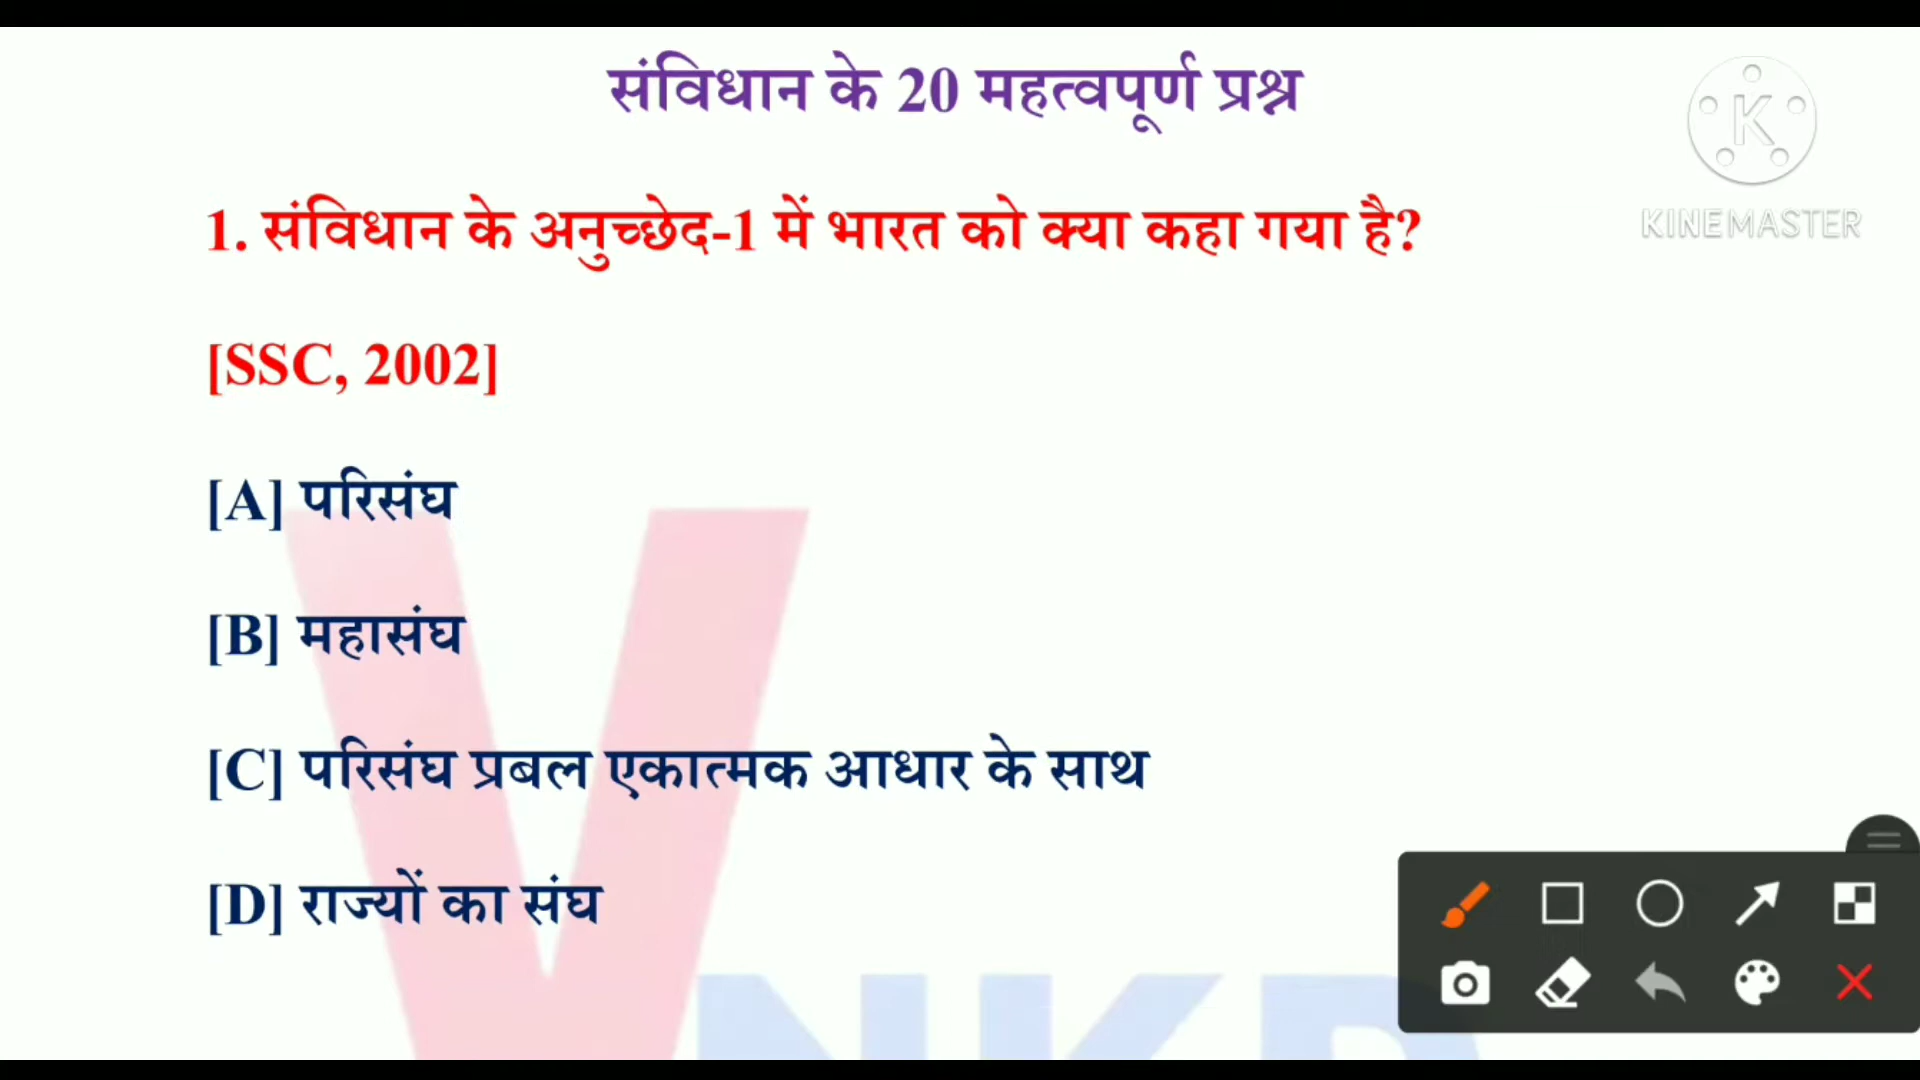 संविधान के 20 महत्वपूर्ण प्रश्न
1. संविधान के अनुच्छेद-1 में भारत को क्या कहा गया है?
[SSC, 2002]
[A] परिसंघ
[B] महासंघ
[C] परिसंघ प्रबल एकात्मक आधार के साथ
[D] राज्यों का संघ
K
KINEMASTER
V
NKD